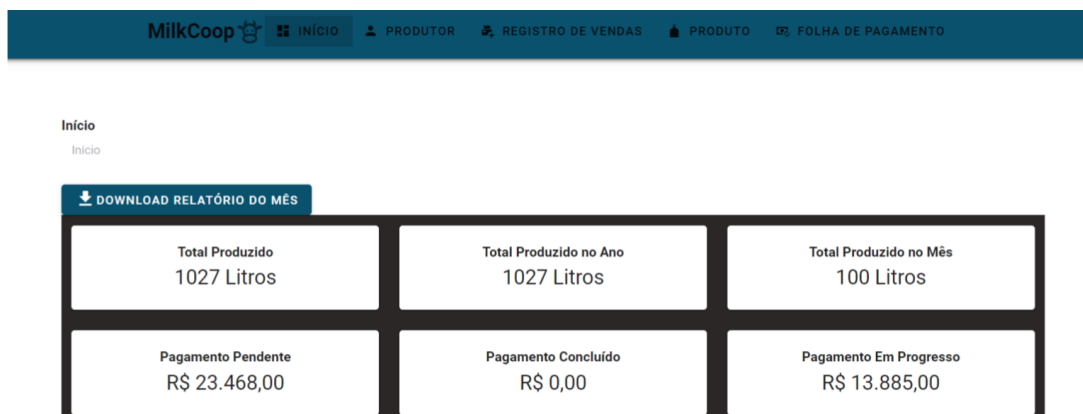 MilkCoop INÍCIO PRODUTOR REGISTRO DE VENDAS PRODUTO FOLHA DE PAGAMENTO
Início
Início
DOWNLOAD RELATÓRIO DO MÊS
Total Produzido
1027 Litros
Total Produzido no Ano
1027 Litros
Total Produzido no Mês
100 Litros
Pagamento Pendente
R$ 23.468,00
Pagamento Concluído
R$ 0,00
Pagamento Em Progresso
R$ 13.885,00